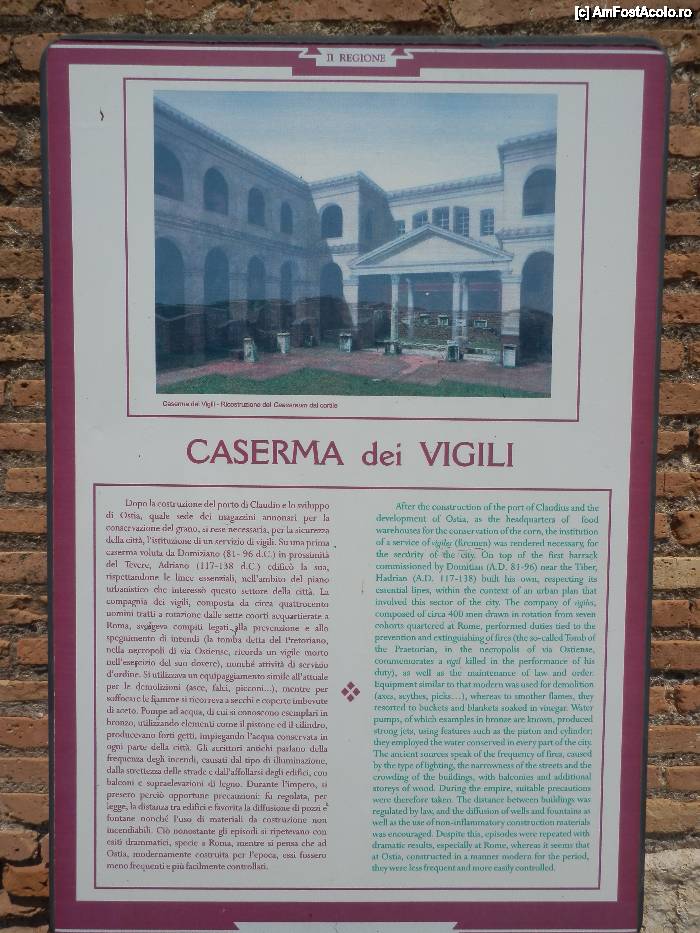 [c] AmFostAcolo.ro
II REGIONE
Caserma dei Vigili - Ricostruzione del Caesareum dal cortile
CASERMA dei VIGILI
Dopo la costruzione del porto di Claudio e lo sviluppo
di Ostia, quale sede dei magazzini annonari per la
conservazione del grano, si rese necessaria, per la sicurezza
della città, l'istituzione di un servizio di vigili. Su una prima
caserma voluta da Domiziano (81- 96 d.C.) in prossimità
del Tevere, Adriano (117-138 d.C.) edificò la sua,
rispettandone le linee essenziali, nell'ambito del piano
urbanistico che interessò questo settore della città. La
compagnia dei vigili, composta da circa quattrocento
uomini tratti a rotazione dalle sette coorti acquartierate a
Roma, svolgeva compiti legati alla prevenzione e allo
spegnimento di incendi (la tomba detta del Pretoriano,
nella necropoli di via Ostiense, ricorda un vigile morto
nell'esercizio del suo dovere), nonché attività di servizio
d'ordine. Si utilizzava un equipaggiamento simile all'attuale
per le demolizioni (asce, falci, picconi...), mentre per
soffocare le fiamme si ricorreva a secchi e coperte imbevute
di aceto. Pompe ad acqua, di cui si conoscono esemplari in
bronzo, utilizzando elementi come il pistone ed il cilindro,
producevano forti getti, impiegando l'acqua conservata in
ogni parte della città. Gli scrittori antichi parlano della
frequenza degli incendi, causati dal tipo di illuminazione,
dalla strettezza delle strade e dall'affollarsi degli edifici, con
balconi e sopraelevazioni di legno. Durante l'impero, si
presero perciò opportune precauzioni: fu regolata, per
legge, la distanza tra edifici e favorita la diffusione di pozzi e
fontane nonché l'uso di materiali da costruzione non
incendiabili. Ciò nonostante gli episodi si ripetevano con
esiti drammatici, specie a Roma, mentre si pensa che ad
Ostia, modernamente costruita per l'epoca, essi fossero
meno frequenti e più facilmente controllati.
After the construction of the port of Claudius and the
development of Ostia, as the headquarters of food
warehouses for the conservation of the corn, the institution
of a service of vigiles (firemen) was rendered necessary, for
the security of the city. On top of the first barrack
commissioned by Domitian (A.D. 81-96) near the Tiber,
Hadrian (A.D. 117-138) built his own, respecting its
essential lines, within the context of an urban plan that
involved this sector of the city. The company of vigiles,
composed of circa 400 men drawn in rotation from seven
cohorts quartered at Rome, performed duties tied to the
prevention and extinguishing of fires (the so-called Tomb of
the Praetorian, in the necropolis of via Ostiense,
commemorates a vigil killed in the performance of his
duty), as well as the maintenance of law and order.
Equipment similar to that modern was used for demolition
(axes, scythes, picks...), whereas to smother flames, they
resorted to buckets and blankets soaked in vinegar. Water
pumps, of which examples in bronze are known, produced
strong jets, using features such as the piston and cylinder;
they employed the water conserved in every part of the city.
The ancient sources speak of the frequency of fires, caused
by the type of lighting, the narrowness of the streets and the
crowding of the buildings, with balconies and additional
storeys of wood. During the empire, suitable precautions
were therefore taken. The distance between buildings was
regulated by law, and the diffusion of wells and fountains as
well as the use of non-inflammatory construction materials
was encouraged. Despite this, episodes were repeated with
dramatic results, especially at Rome, whereas it seems that
at Ostia, constructed in a manner modern for the period,
they were less frequent and more easily controlled.